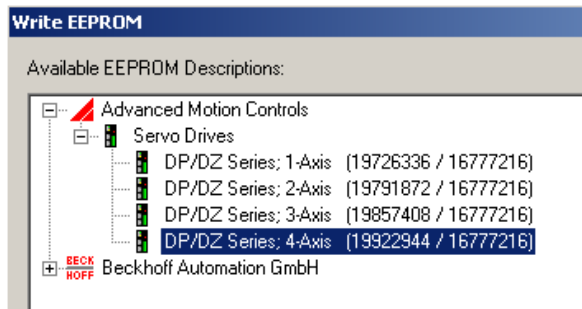 Write EEPROM
Available EEPROM Descriptions:
Advanced Motion Controls
Servo Drives
DP/DZ Series; 1-Axis (19726336 / 16777216)
DP/DZ Series; 2-Axis (19791872 / 16777216)
DP/DZ Series; 3-Axis (19857408 / 16777216)
DP/DZ Series; 4-Axis (19922944 / 16777216)
BECK
HOFF
Beckhoff Automation GmbH